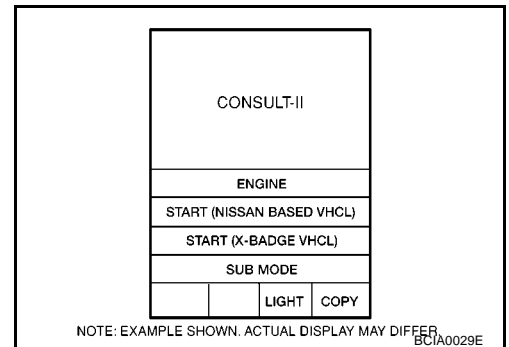 CONSULT-II
ENGINE
START (NISSAN BASED VHCL)
START (X-BADGE VHCL)
SUB MODE
LIGHT COPY
NOTE: EXAMPLE SHOWN. ACTUAL DISPLAY MAY DIFFER.
BCIA0029E